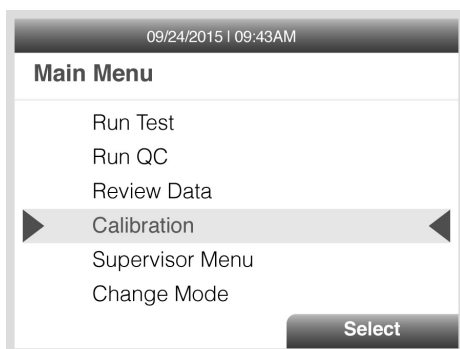 09/24/2015 | 09:43AM
Main Menu
Run Test
Run QC
Review Data
Calibration
Supervisor Menu
Change Mode
Select